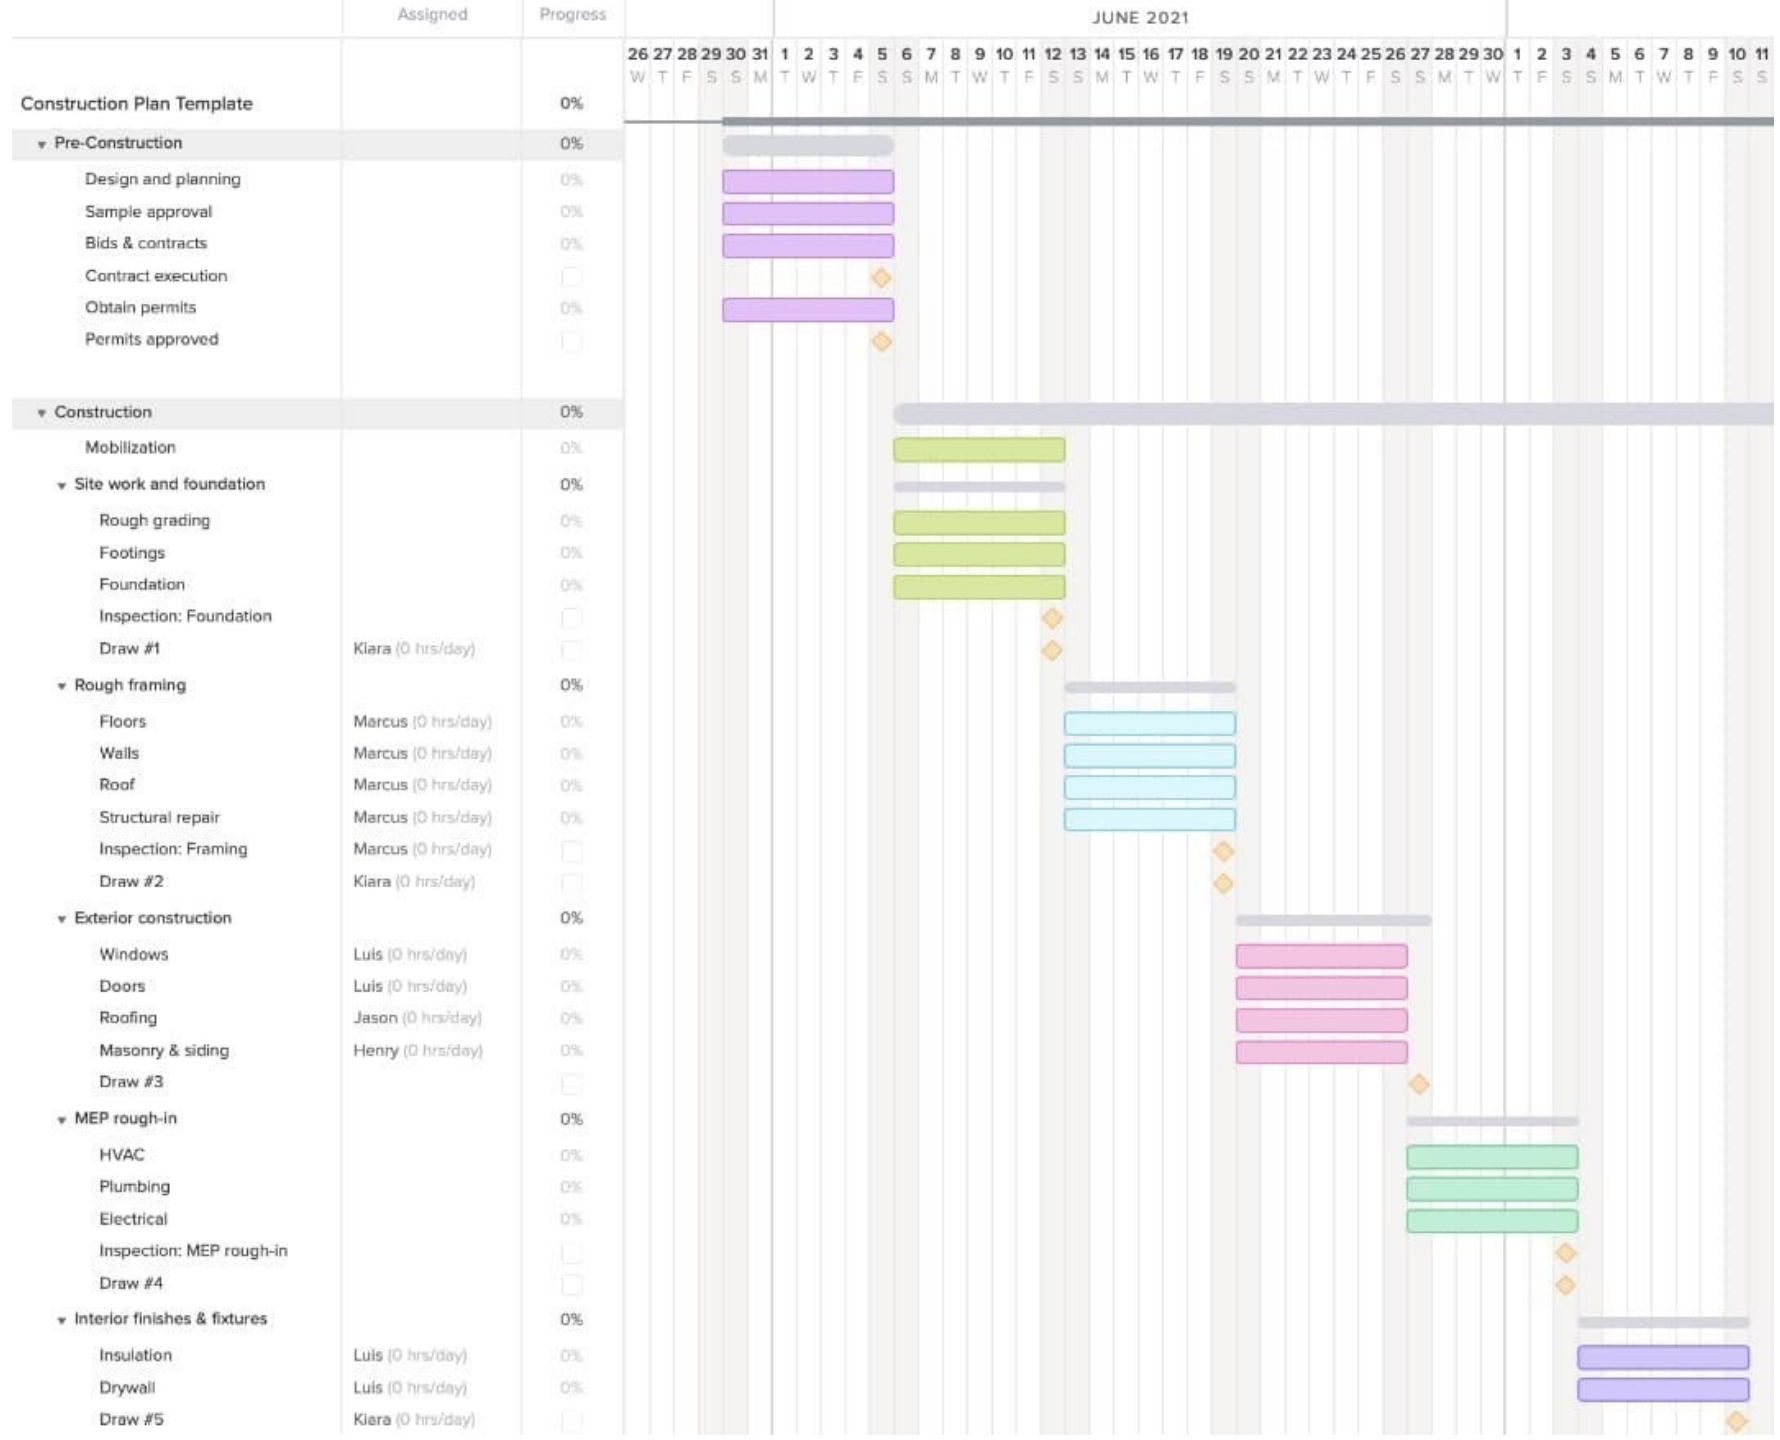 Assigned Progress JUNE 2021
26 27 28 29 30 31 1 2 3 4 5 6 7 8 9 10 11 12 13 14 15 16 17 18 19 20 21 22 23 24 25 26 27 28 29 30 1 2 3 4 5 6 7 8 9 10 11
W T F S S M T W T F S S M T W T F S S M T W T F S S M T W T F S S M T W T F S S M T W T F S S
Construction Plan Template 0%
Pre-Construction 0%
Design and planning 0%
Sample approval 0%
Bids & contracts 0%
Contract execution
Obtain permits 0%
Permits approved
Construction 0%
Mobilization 0%
Site work and foundation 0%
Rough grading 0%
Footings 0%
Foundation 0%
Inspection: Foundation
Draw #1 Kiara (0 hrs/day)
Rough framing 0%
Floors Marcus (0 hrs/day) 0%
Walls Marcus (0 hrs/day) 0%
Roof Marcus (0 hrs/day) 0%
Structural repair Marcus (0 hrs/day) 0%
Inspection: Framing Marcus (0 hrs/day)
Draw #2 Kiara (0 hrs/day)
Exterior construction 0%
Windows Luis (0 hrs/day) 0%
Doors Luis (0 hrs/day) 0%
Roofing Jason (0 hrs/day) 0%
Masonry & siding Henry (0 hrs/day) 0%
Draw #3
MEP rough-in 0%
HVAC 0%
Plumbing 0%
Electrical 0%
Inspection: MEP rough-in
Draw #4
Interior finishes & fixtures 0%
Insulation Luis (0 hrs/day) 0%
Drywall Luis (0 hrs/day) 0%
Draw #5 Kiara (0 hrs/day)